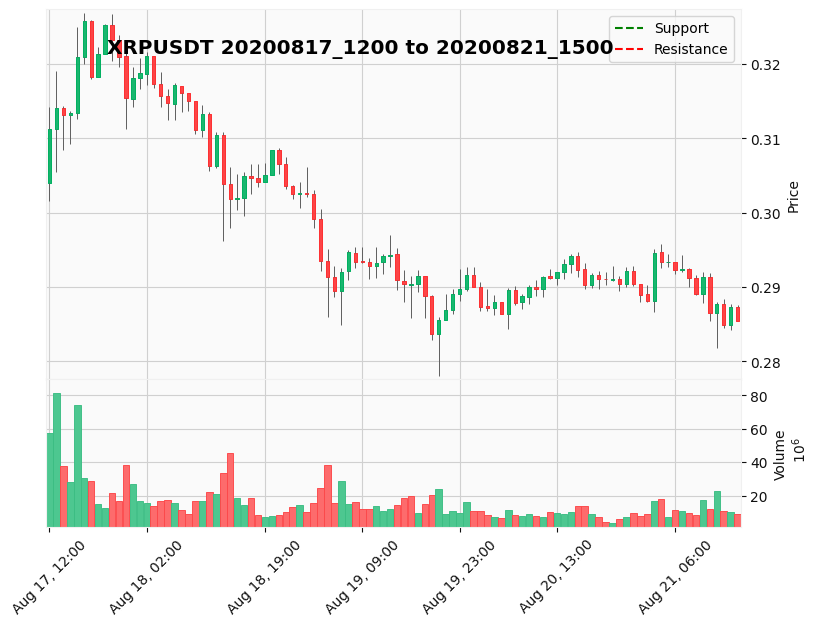 XRPUSDT 20200817_1200 to 20200821_1500
Support
Resistance
0.32
0.31
0.30
0.29
0.28
Price
80
60
40
20
Volume
10^6
Aug 17, 12:00
Aug 18, 02:00
Aug 18, 19:00
Aug 19, 09:00
Aug 19, 23:00
Aug 20, 13:00
Aug 21, 06:00